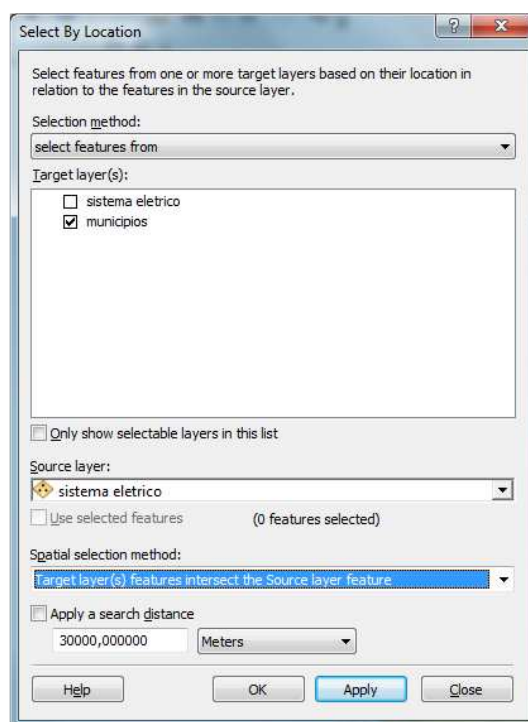 Select By Location
Select features from one or more target layers based on their location in
relation to the features in the source layer.
Selection method:
select features from
Target layer(s):
sistema eletrico
municipios
Only show selectable layers in this list
Source layer:
sistema eletrico
Use selected features (0 features selected)
Spatial selection method:
Target layer(s) features intersect the Source layer feature
Apply a search distance
30000,000000 Meters
Help OK Apply Close